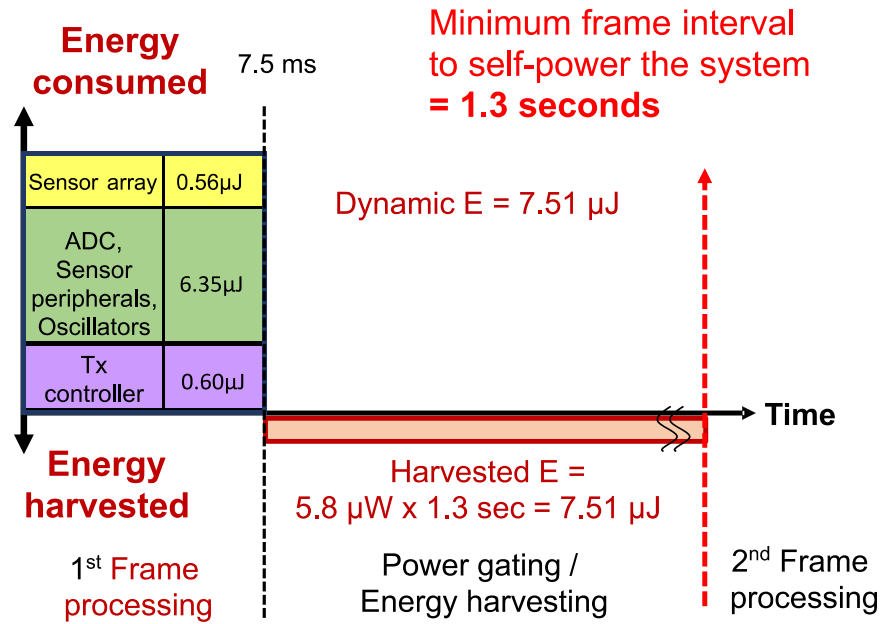 Energy
consumed
7.5 ms
Minimum frame interval
to self-power the system
= 1.3 seconds
Sensor array
0.56µJ
ADC,
Sensor
peripherals,
Oscillators
6.35µJ
Tx
controller
0.60µJ
Dynamic E = 7.51 µJ
Time
Energy
harvested
Harvested E =
5.8 µW x 1.3 sec = 7.51 µJ
1st Frame
processing
Power gating /
Energy harvesting
2nd Frame
processing